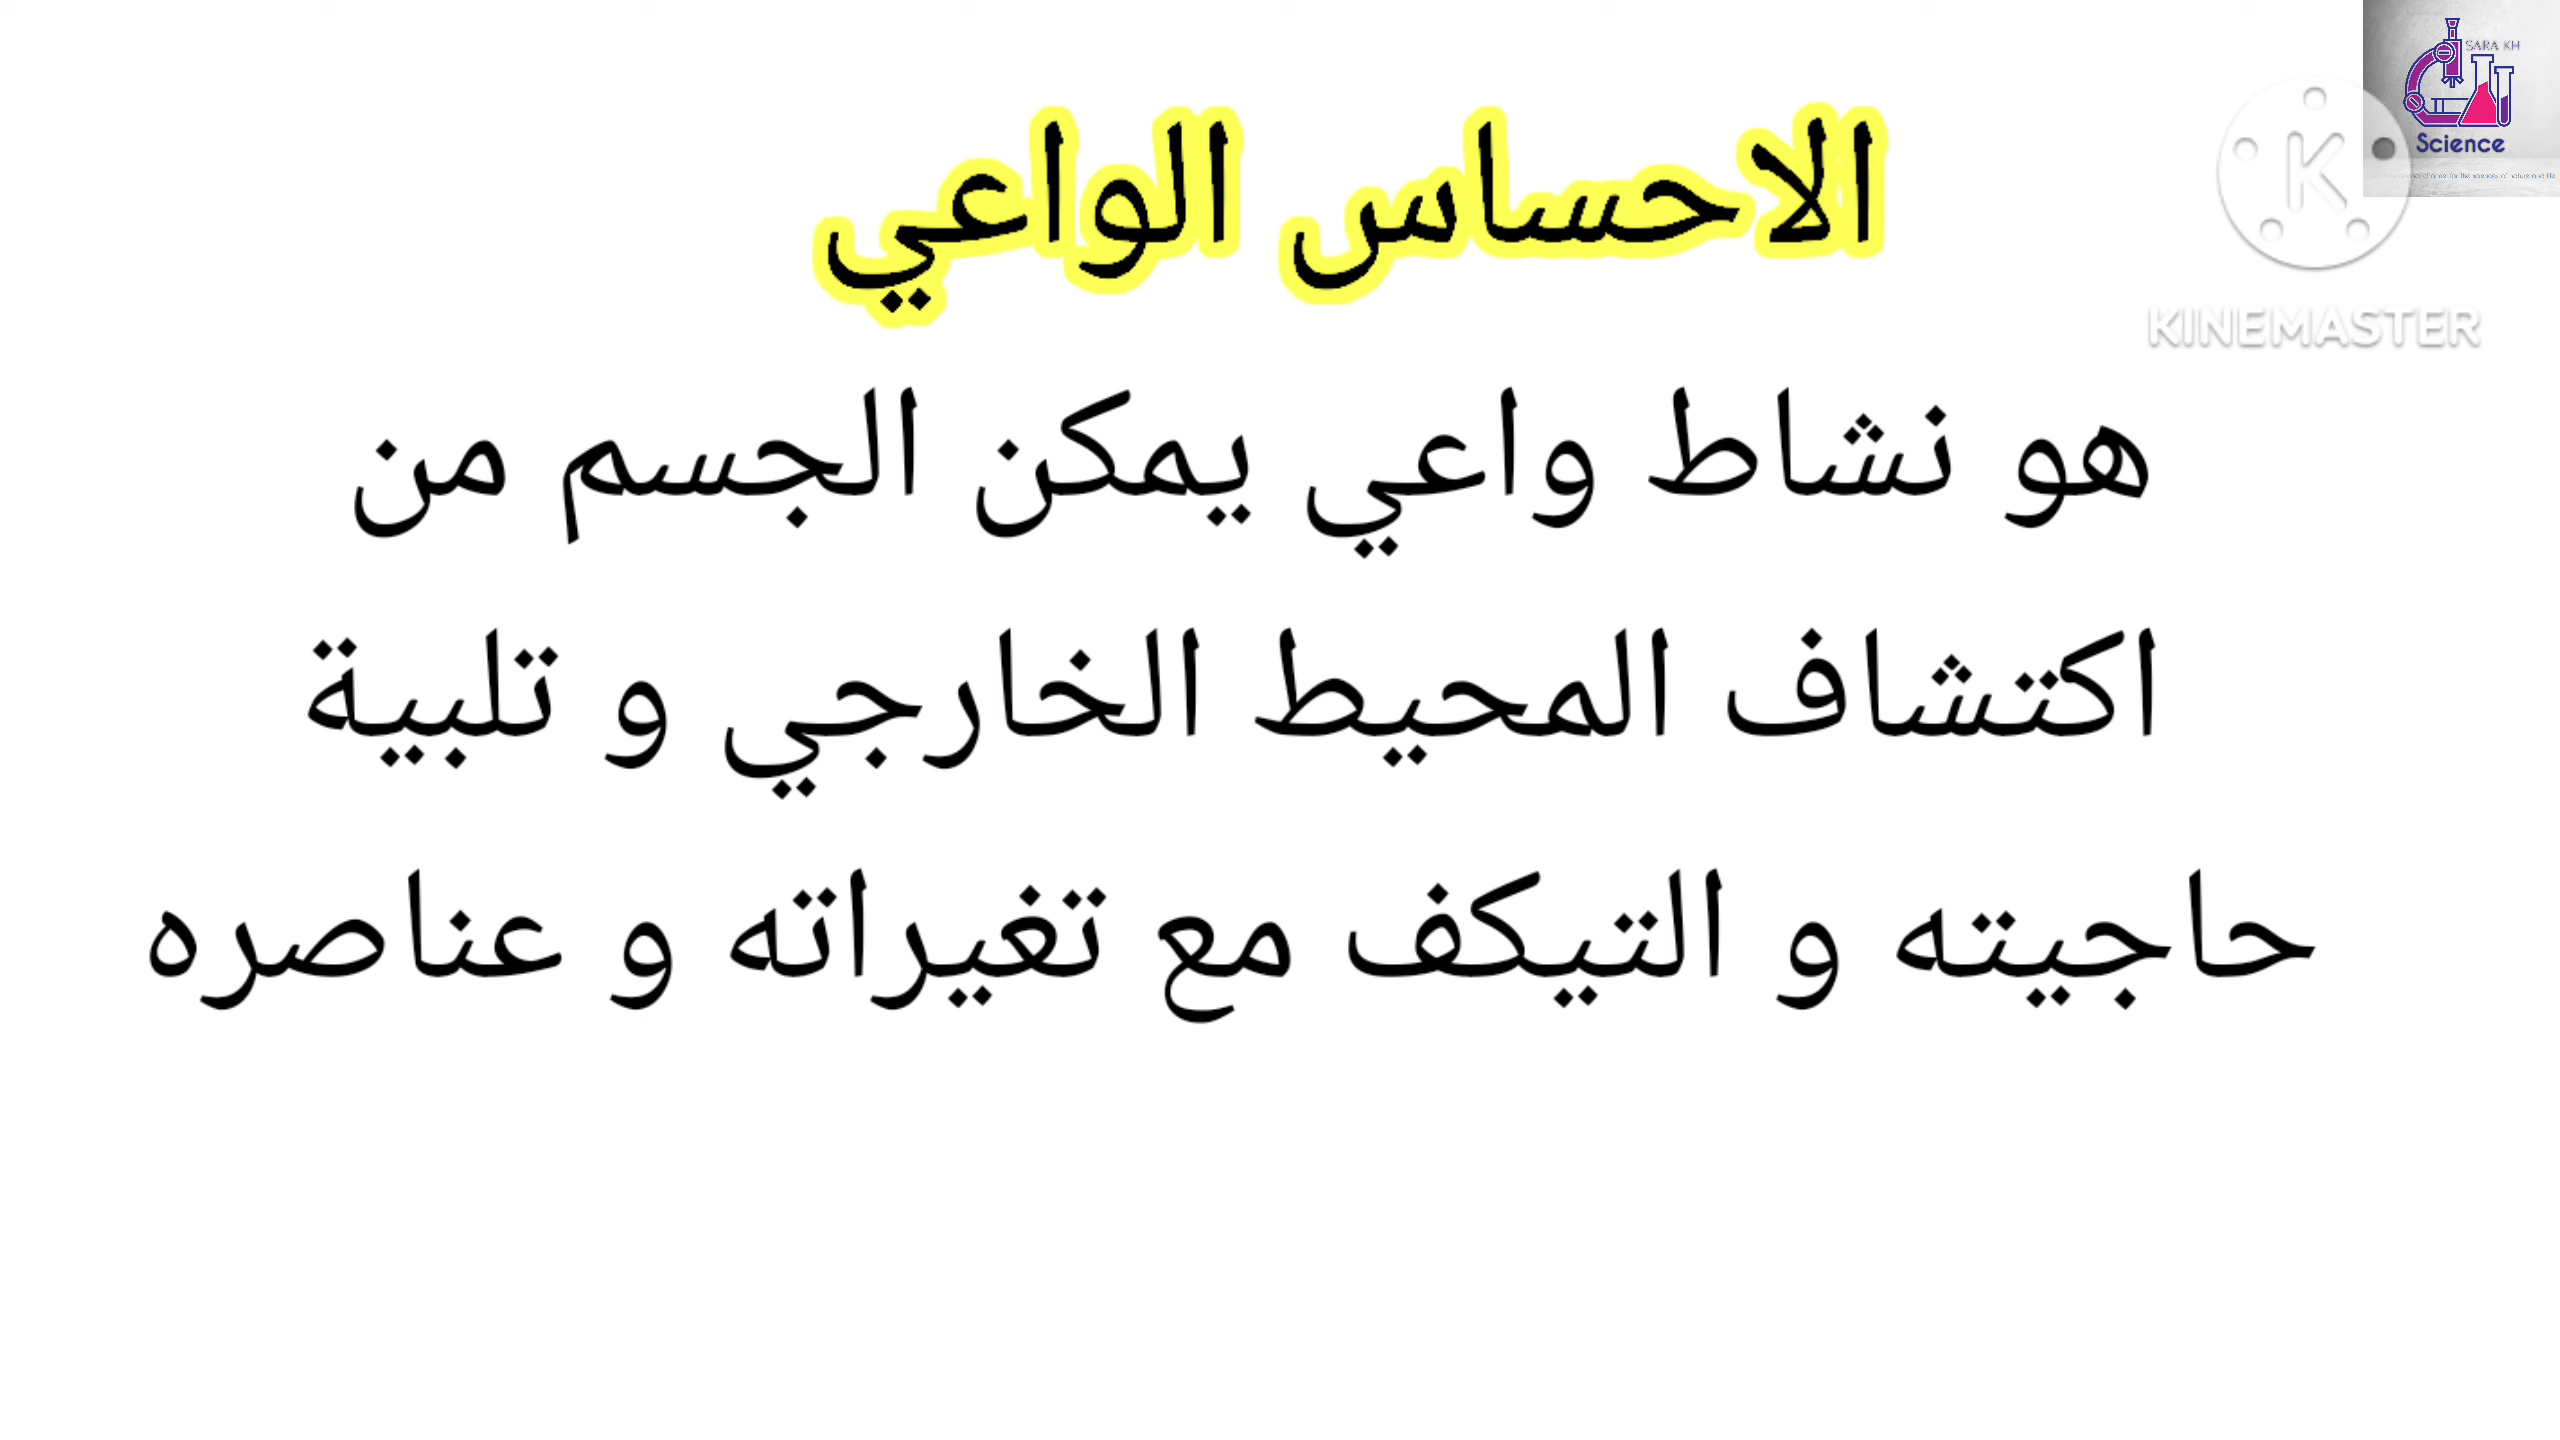 SARA KH
Science
الاحساس الواعي
KINEMASTER
هو نشاط واعي يمكن الجسم من
اكتشاف المحيط الخارجي و تلبية
حاجيته و التيكف مع تغيراته و عناصره